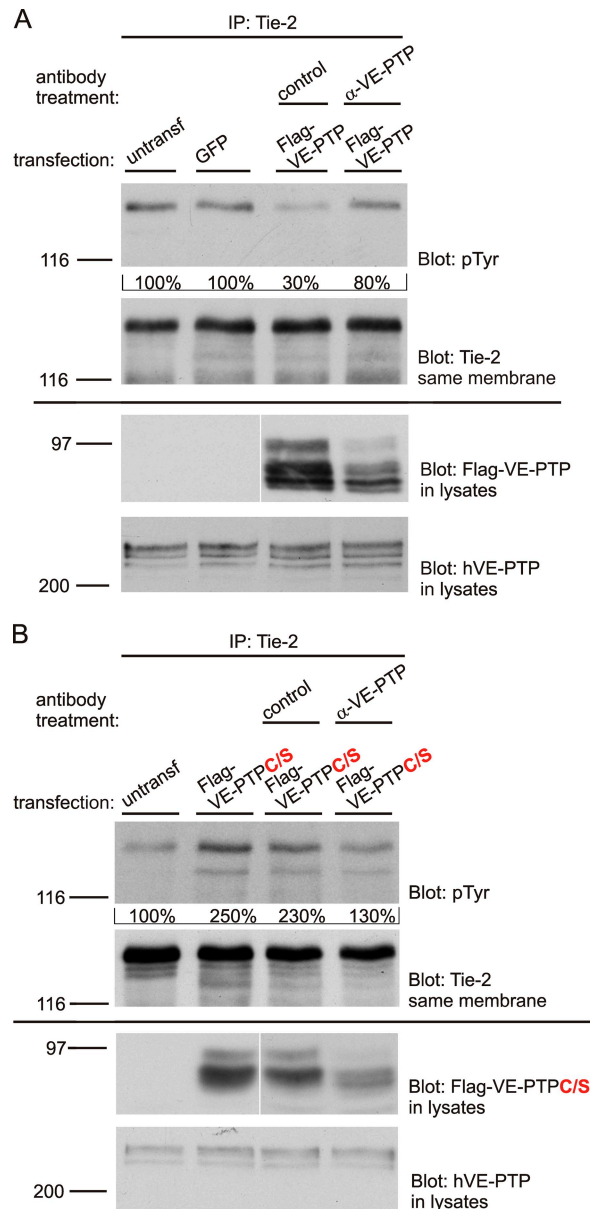 A
IP: Tie-2
antibody
treatment:
control
α-VE-PTP
transfection:
untransf
GFP
Flag-
VE-PTP
Flag-
VE-PTP
116
Blot: pTyr
100% 100% 30% 80%
Blot: Tie-2
same membrane
116
97
Blot: Flag-VE-PTP
in lysates
Blot: hVE-PTP
in lysates
200
B
IP: Tie-2
antibody
treatment:
control
α-VE-PTP
transfection:
untransf
Flag-
VE-PTPC/S
Flag-
VE-PTPC/S
Flag-
VE-PTPC/S
116
Blot: pTyr
100% 250% 230% 130%
Blot: Tie-2
same membrane
116
97
Blot: Flag-VE-PTPC/S
in lysates
Blot: hVE-PTP
in lysates
200